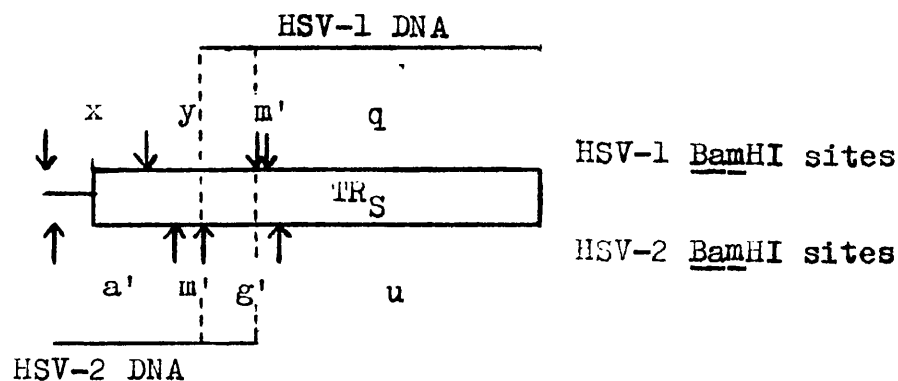 HSV-1 DNA
x y m' q
HSV-1 BamHI sites
TRS
HSV-2 BamHI sites
a' m' g' u
HSV-2 DNA